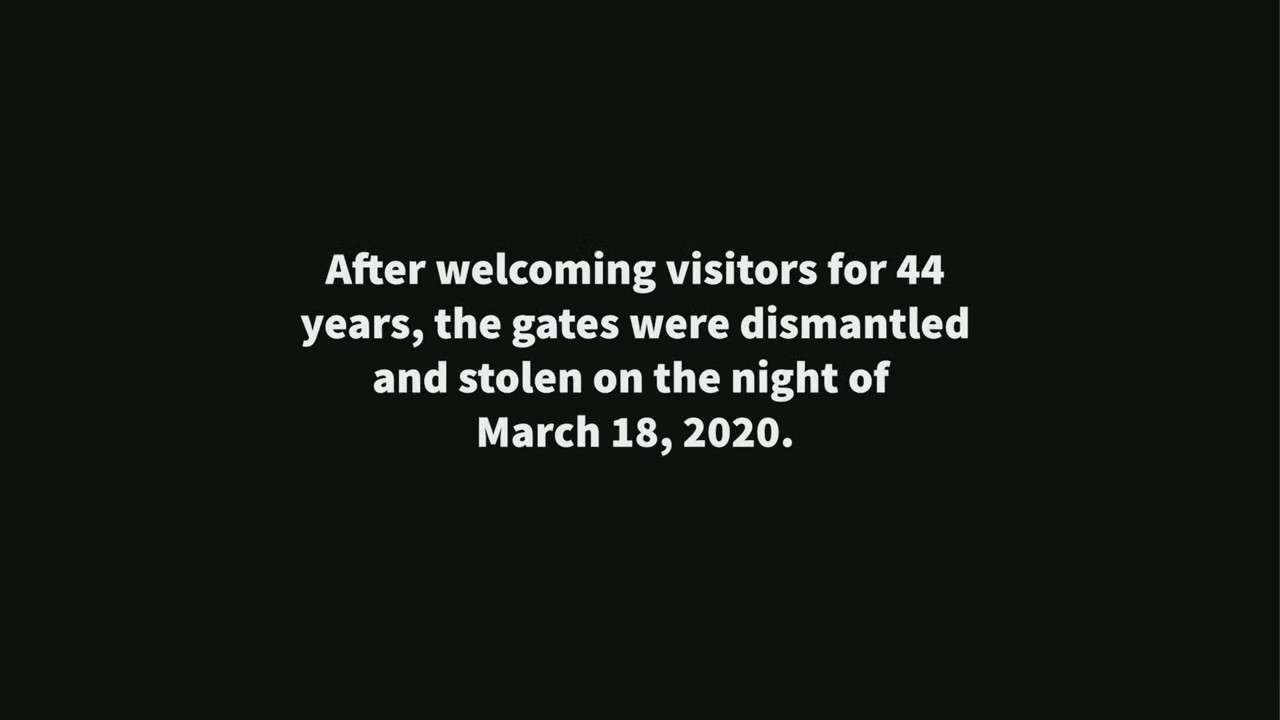 After welcoming visitors for 44
years, the gates were dismantled
and stolen on the night of
March 18, 2020.